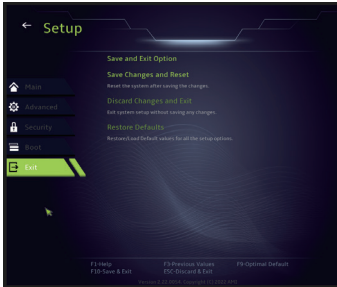 ← Setup
Save and Exit Option
Save Changes and Reset
Reset the system after saving the changes.
Main
Discard Changes and Exit
Advanced
Exit system setup without saving any changes.
Security
Restore Defaults
Restore/Load Default values for all the setup options.
Boot
Exit
F1-Help
F3-Previous Values
F9-Optimal Default
F10-Save & Exit
ESC-Discard & Exit